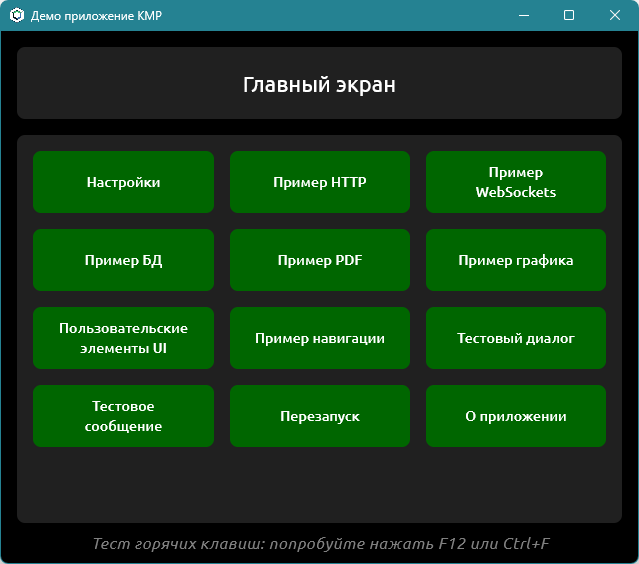 Демо приложение KMP
Главный экран
Настройки
Пример HTTP
Пример
WebSockets
Пример БД
Пример PDF
Пример графика
Пользовательские
элементы UI
Пример навигации
Тестовый диалог
Тестовое
сообщение
Перезапуск
О приложении
Тест горячих клавиш: попробуйте нажать F12 или Ctrl+F